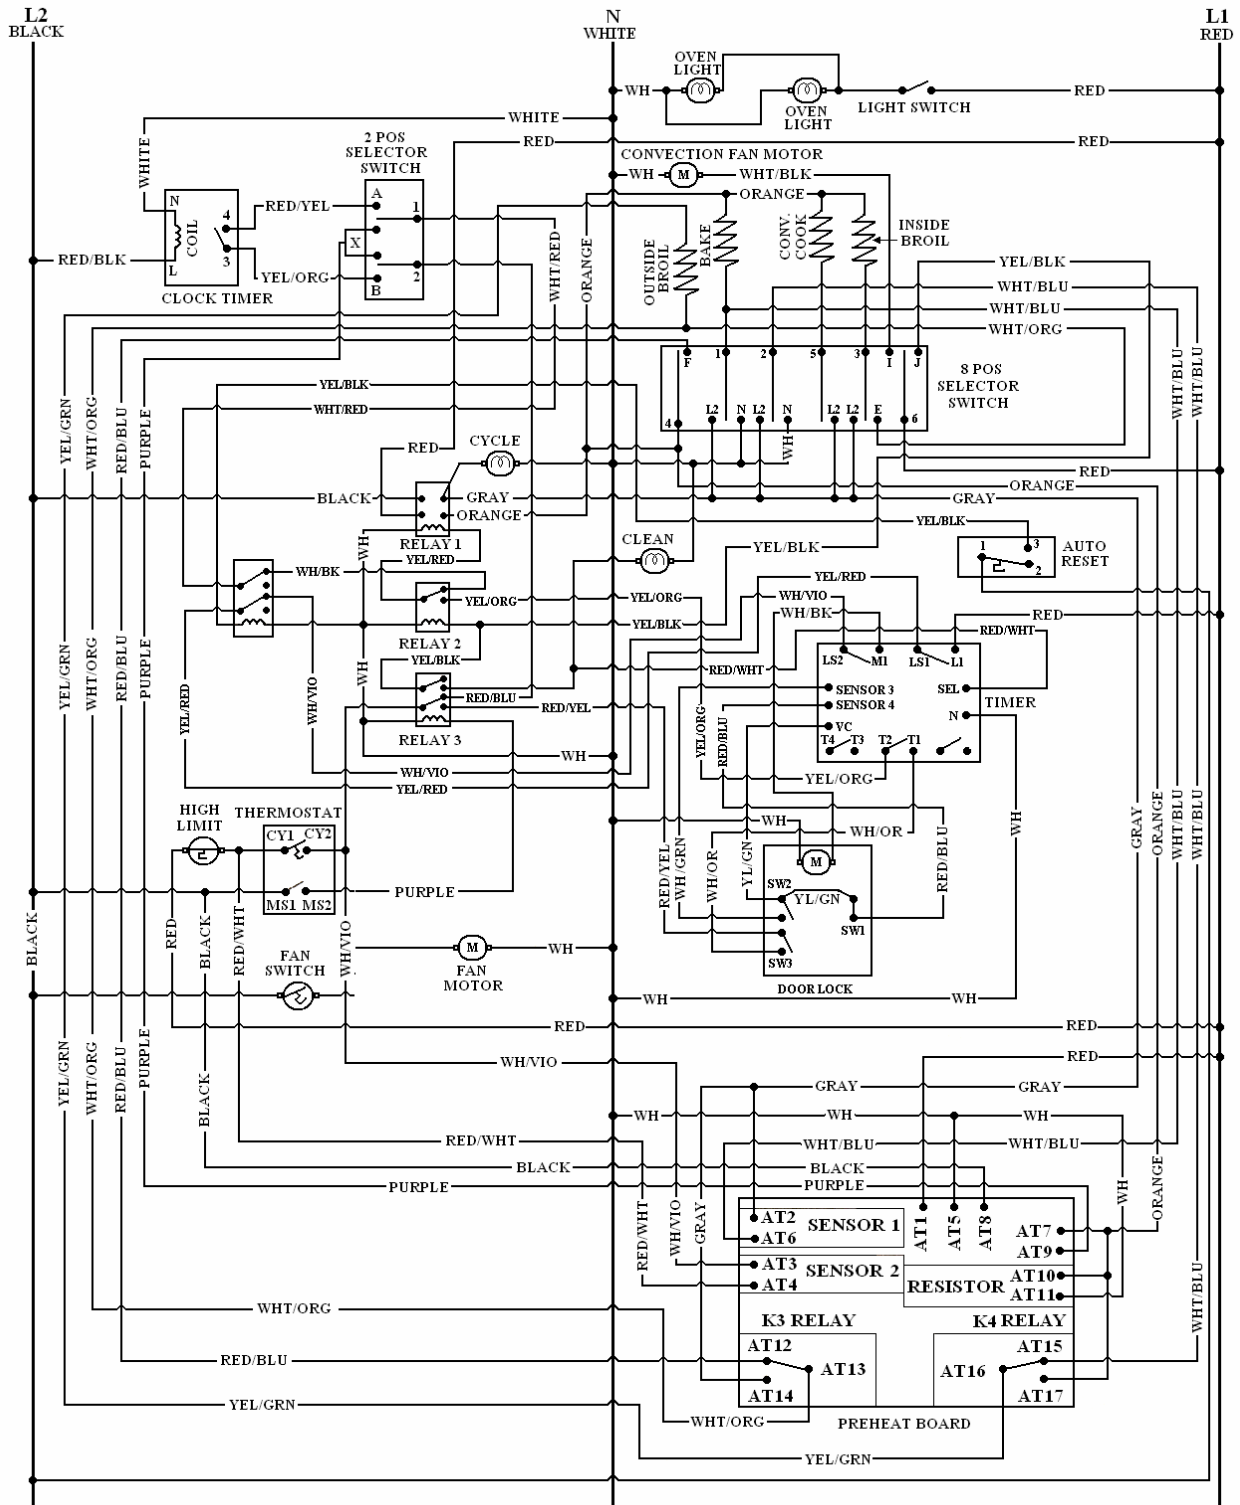 L2
BLACK
N
WHITE
L1
RED
OVEN
LIGHT
WH
OVEN
LIGHT
LIGHT SWITCH
RED
WHITE
WHITE
2 POS
SELECTOR
SWITCH
RED
RED
CONVECTION FAN MOTOR
WH
M
WHT/BLK
ORANGE
N
COIL
4
3
L
RED/YEL
YEL/ORG
RED/BLK
CLOCK TIMER
A
1
X
2
B
WHT/RED
ORANGE
OUTSIDE
BROIL
BAKE
CONV.
COOK
INSIDE
BROIL
YEL/BLK
WHT/BLU
WHT/BLU
WHT/ORG
F
1
2
5
3
I
J
8 POS
SELECTOR
SWITCH
4
L2
N
L2
N
L2
L2
E
6
WH
YEL/BLK
WHT/RED
YEL/GRN
WHT/ORG
RED/BLU
PURPLE
WHT/BLU
WHT/BLU
RED
CYCLE
RED
BLACK
GRAY
ORANGE
ORANGE
GRAY
RELAY 1
WH
YEL/RED
CLEAN
YEL/BLK
YEL/BLK
1
3
2
AUTO
RESET
WH/BK
YEL/ORG
YEL/ORG
YEL/RED
WH/VIO
WH/BK
RED
RELAY 2
YEL/BLK
RED/WHT
YEL/BLK
WH
RED/WHT
LS2
M1
LS1
L1
SENSOR 3
SENSOR 4
SEL
TIMER
N
VC
T4
T3
T2
T1
YEL/GRN
WHT/ORG
RED/BLU
PURPLE
YEL/RED
WH/VIO
RED/BLU
RED/YEL
RELAY 3
WH
WH/VIO
YEL/RED
YEL/ORG
RED/BLU
YEL/ORG
HIGH
LIMIT
THERMOSTAT
CY1
CY2
MS1
MS2
PURPLE
WH
WH/OR
WH
GRAY
ORANGE
WHT/BLU
WHT/BLU
RED/YEL
WH/GRN
WH/OR
YL/GN
RED/BLU
M
SW2
YL/GN
SW1
SW3
DOOR LOCK
BLACK
RED
BLACK
RED/WHT
WH/VIO
FAN
SWITCH
M
FAN
MOTOR
WH
WH
WH
RED
RED
RED
WH/VIO
YEL/GRN
WHT/ORG
RED/BLU
PURPLE
BLACK
GRAY
GRAY
WH
WH
WH
RED/WHT
WHT/BLU
WHT/BLU
BLACK
BLACK
PURPLE
PURPLE
WH
ORANGE
RED/WHT
WH/VIO
GRAY
AT2
AT6
SENSOR 1
AT1
AT5
AT8
AT7
AT9
AT3
AT4
SENSOR 2
RESISTOR
AT10
AT11
WHT/BLU
WHT/ORG
K3 RELAY
K4 RELAY
AT12
AT13
AT14
AT15
AT16
AT17
RED/BLU
YEL/GRN
WHT/ORG
PREHEAT BOARD
YEL/GRN